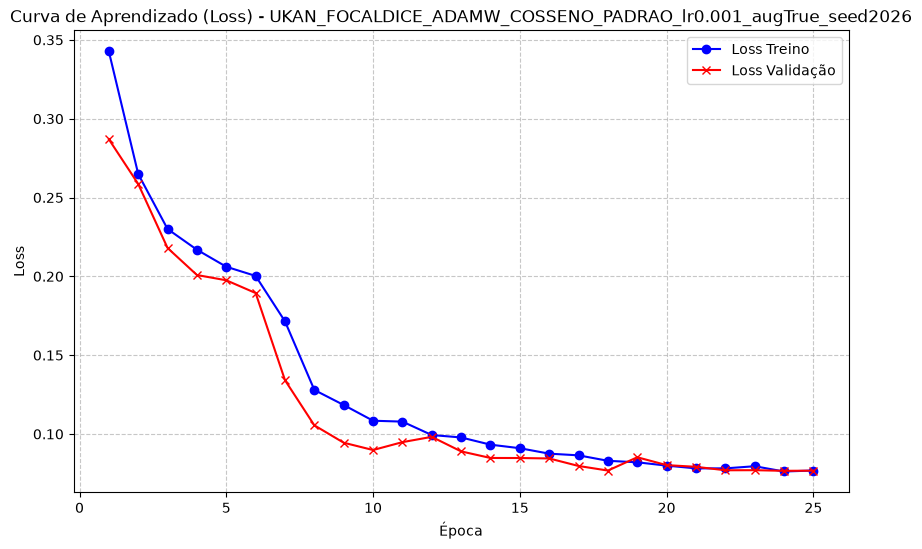 Curva de Aprendizado (Loss) - UKAN_FOCALDICE_ADAMW_COSSENO_PADRAO_lr0.001_augTrue_seed2026
Loss Treino
Loss Validação
0.35
0.30
0.25
0.20
0.15
0.10
Loss
0
5
10
15
20
25
Época